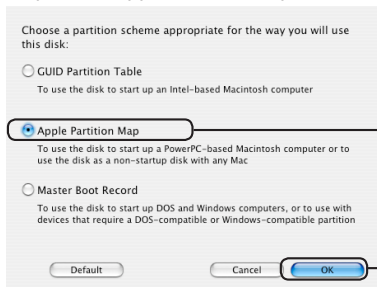 Choose a partition scheme appropriate for the way you will use
this disk:
GUID Partition Table
To use the disk to start up an Intel-based Macintosh computer
Apple Partition Map
To use the disk to start up a PowerPC-based Macintosh computer or to
use the disk as a non-startup disk with any Mac
Master Boot Record
To use the disk to start up DOS and Windows computers, or to use with
devices that require a DOS-compatible or Windows-compatible partition
Default
Cancel
OK